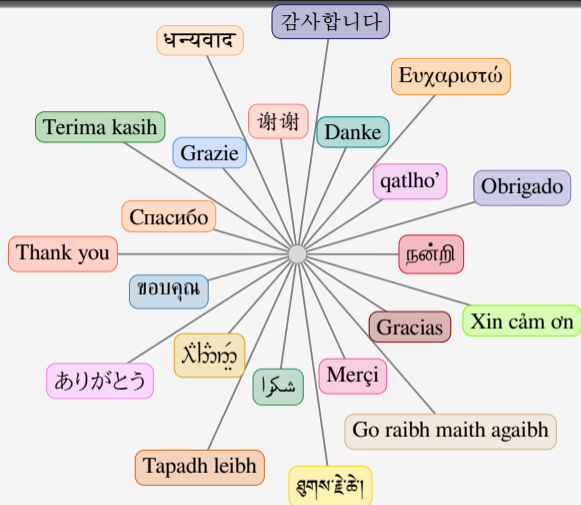 감사합니다
धन्यवाद
Ευχαριστώ
谢谢
Terima kasih
Danke
Grazie
qatlho’
Obrigado
Спасибо
Thank you
நன்றி
ขอบคุณ
Xin cảm ơn
Gracias
شكرا
Merçi
ありがとう
Go raibh maith agaibh
Tapadh leibh
ཐུགས་རྗེ་ཆེ།